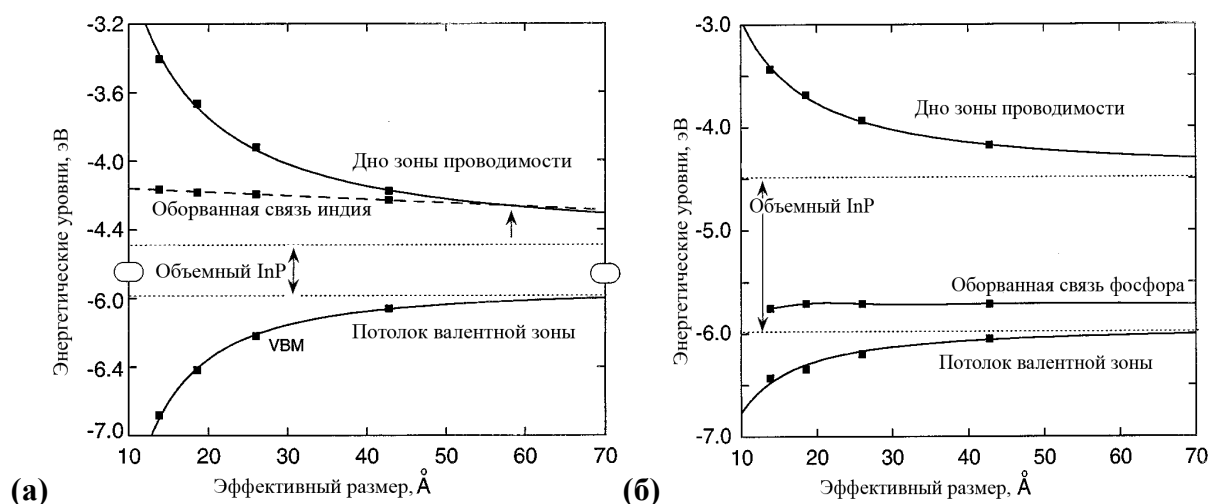 -3.2
-3.6
-4.0
-4.4
-6.0
-6.4
-7.0
Энергетические уровни, эВ
Дно зоны проводимости
Оборванная связь индия
Объемный InP
Потолок валентной зоны
VBM
10 20 30 40 50 60 70
(а)
Эффективный размер, Å
-3.0
-4.0
-5.0
-6.0
-7.0
Энергетические уровни, эВ
Дно зоны проводимости
Объемный InP
Оборванная связь фосфора
Потолок валентной зоны
10 20 30 40 50 60 70
(б)
Эффективный размер, Å